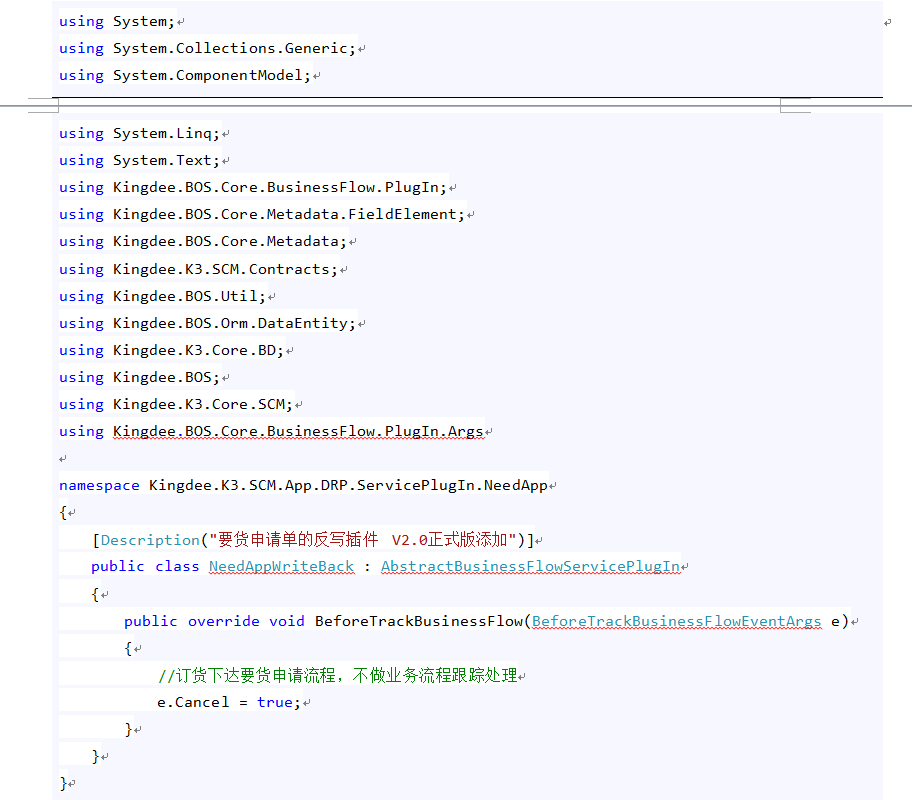 using System;
using System.Collections.Generic;
using System.ComponentModel;
using System.Linq;
using System.Text;
using Kingdee.BOS.Core.BusinessFlow.PlugIn;
using Kingdee.BOS.Core.Metadata.FieldElement;
using Kingdee.BOS.Core.Metadata;
using Kingdee.K3.SCM.Contracts;
using Kingdee.BOS.Util;
using Kingdee.BOS.Orm.DataEntity;
using Kingdee.K3.Core.BD;
using Kingdee.BOS;
using Kingdee.K3.Core.SCM;
using Kingdee.BOS.Core.BusinessFlow.PlugIn.Args

namespace Kingdee.K3.SCM.App.DRP.ServicePlugIn.NeedApp
{
    [Description("要货申请单的反写插件 V2.0正式版添加")]
    public class NeedAppWriteBack : AbstractBusinessFlowServicePlugIn
    {
        public override void BeforeTrackBusinessFlow(BeforeTrackBusinessFlowEventArgs e)
        {
            //订货下达要货申请流程，不做业务流程跟踪处理
            e.Cancel = true;
        }
    }
}